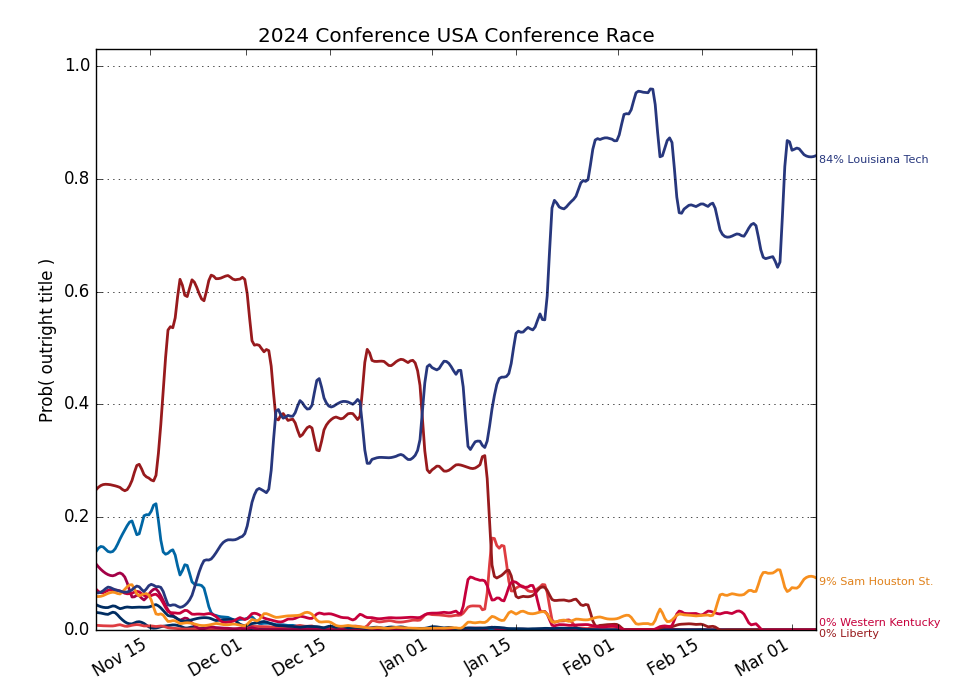 2024 Conference USA Conference Race
Prob( outright title )
1.0
0.8
0.6
0.4
0.2
0.0
Nov 15
Dec 01
Dec 15
Jan 01
Jan 15
Feb 01
Feb 15
Mar 01
84% Louisiana Tech
9% Sam Houston St.
0% Western Kentucky
0% Liberty